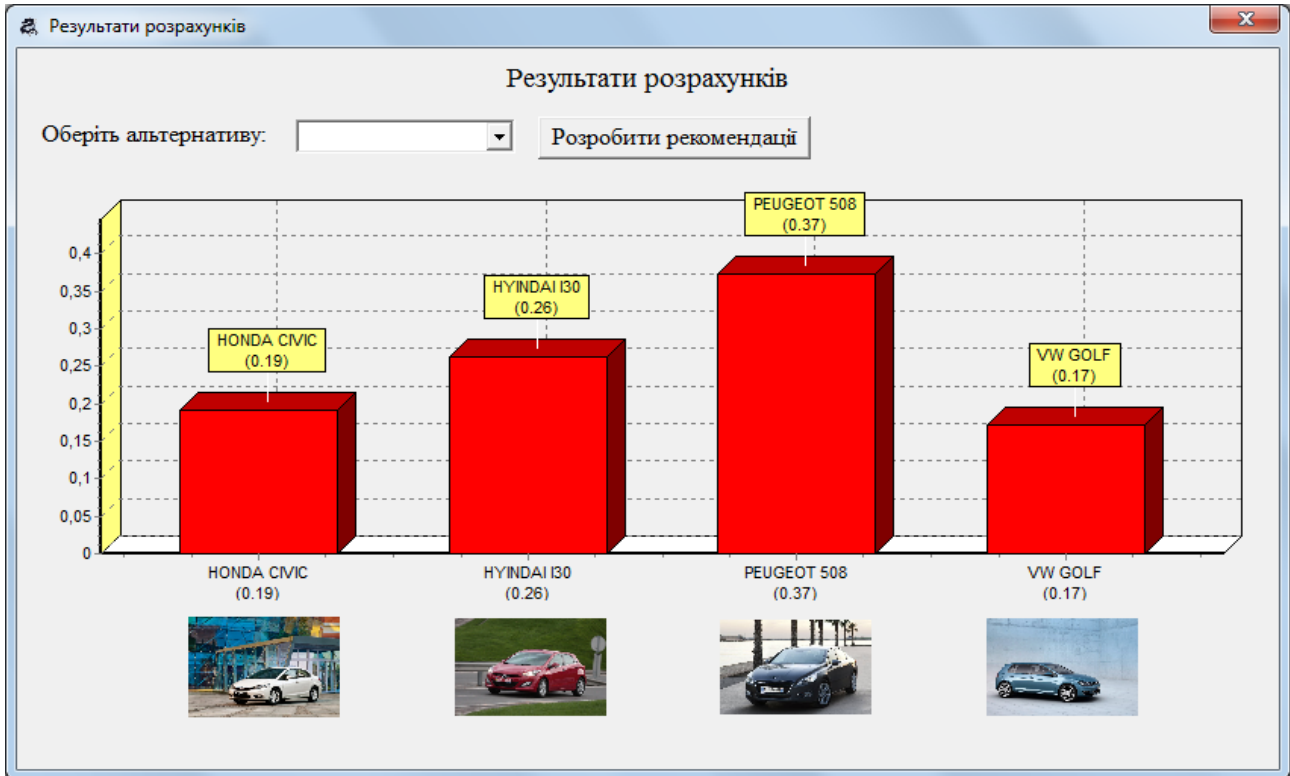 Результати розрахунків
Результати розрахунків
Оберіть альтернативу:
Розробити рекомендації
PEUGEOT 508
(0.37)
HYINDAI I30
(0.26)
HONDA CIVIC
(0.19)
VW GOLF
(0.17)
0,4
0,35
0,3
0,25
0,2
0,15
0,1
0,05
0
HONDA CIVIC
(0.19)
HYINDAI I30
(0.26)
PEUGEOT 508
(0.37)
VW GOLF
(0.17)